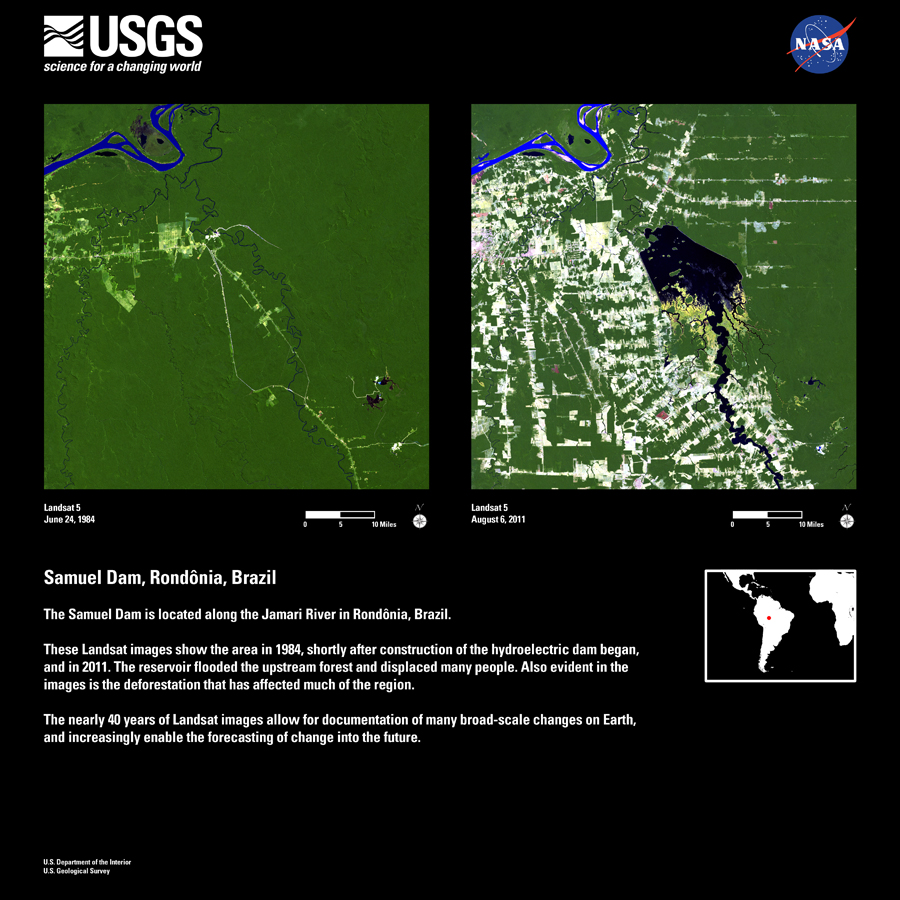 USGS
science for a changing world
NASA
Landsat 5
June 24, 1984
N
0 5 10 Miles
Landsat 5
August 6, 2011
N
0 5 10 Miles
Samuel Dam, Rondônia, Brazil
The Samuel Dam is located along the Jamari River in Rondônia, Brazil.
These Landsat images show the area in 1984, shortly after construction of the hydroelectric dam began,
and in 2011. The reservoir flooded the upstream forest and displaced many people. Also evident in the
images is the deforestation that has affected much of the region.
The nearly 40 years of Landsat images allow for documentation of many broad-scale changes on Earth,
and increasingly enable the forecasting of change into the future.
U.S. Department of the Interior
U.S. Geological Survey